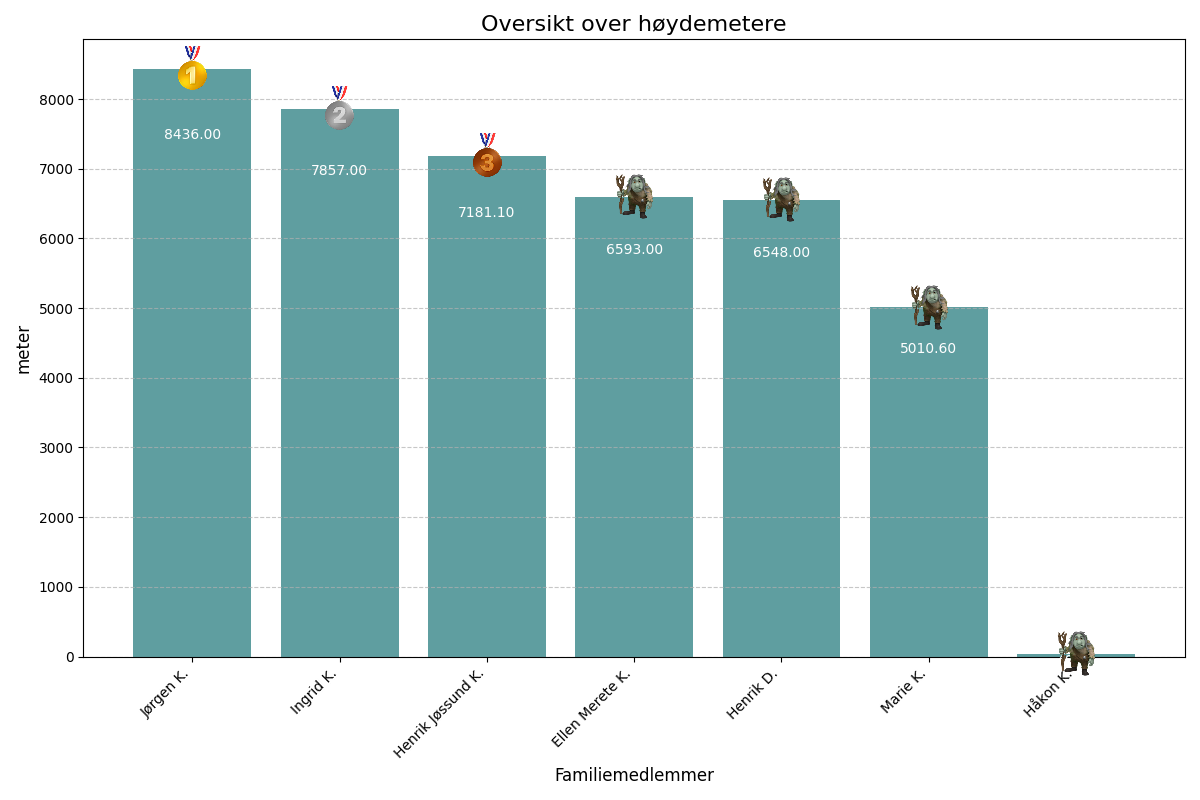 Oversikt over høydemetere
meter
8000
7000
6000
5000
4000
3000
2000
1000
0
1
2
3
8436.00
7857.00
7181.10
6593.00
6548.00
5010.60
Jørgen K.
Ingrid K.
Henrik Jøssund K.
Ellen Merete K.
Henrik D.
Marie K.
Håkon K.
Familiemedlemmer